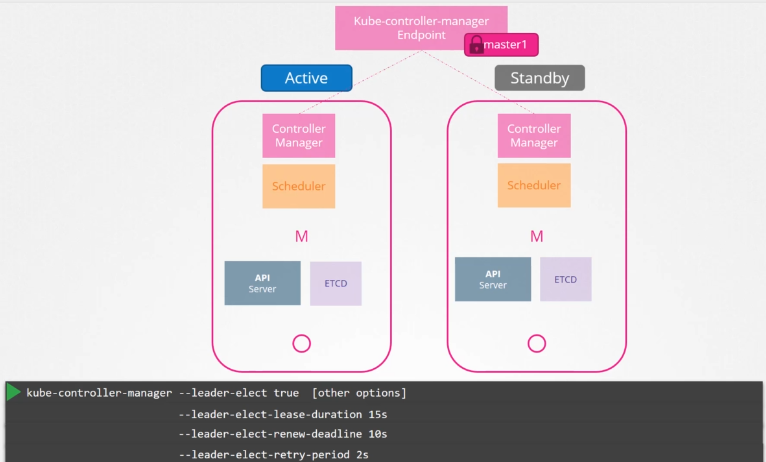 Kube-controller-manager
Endpoint
master1
Active
Standby
Controller
Manager
Controller
Manager
Scheduler
Scheduler
M
M
API
Server
ETCD
API
Server
ETCD
kube-controller-manager --leader-elect true [other options]
--leader-elect-lease-duration 15s
--leader-elect-renew-deadline 10s
--leader-elect-retry-period 2s